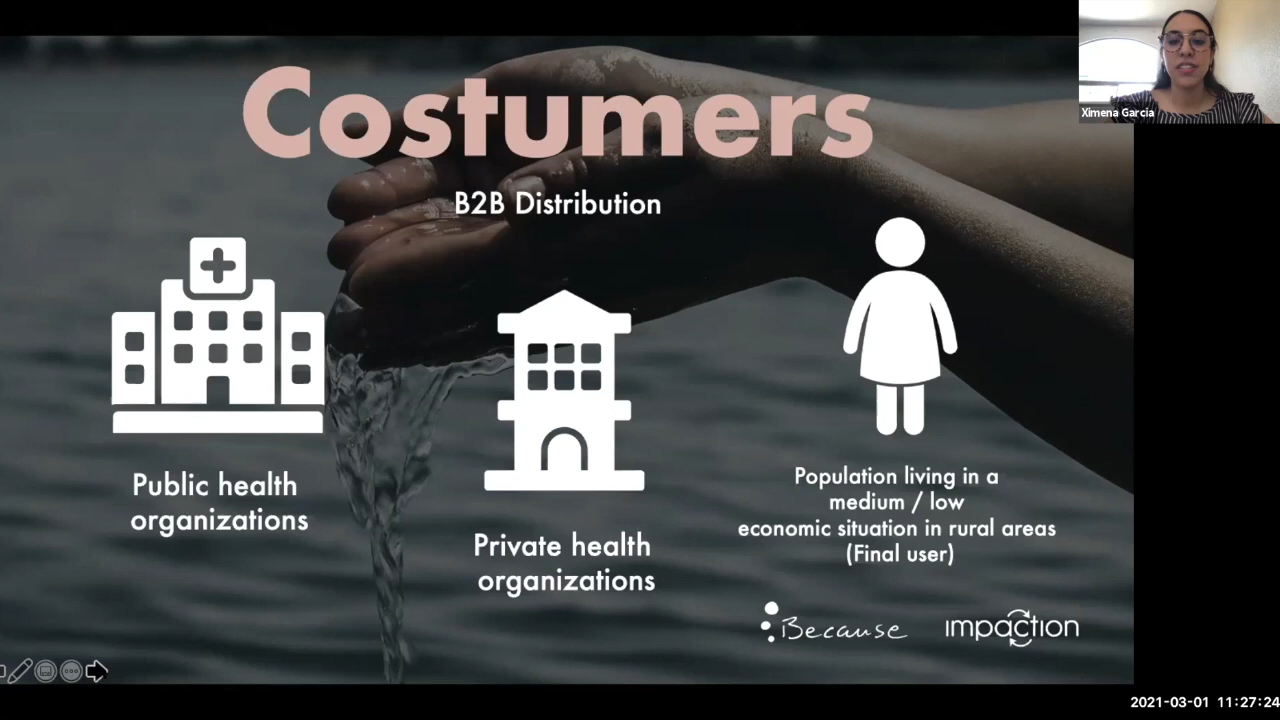 Costumers
B2B Distribution
Public health
organizations
Private health
organizations
Population living in a
medium / low
economic situation in rural areas
(Final user)
Because
impaction
Ximena Garcia
2021-03-01 11:27:24